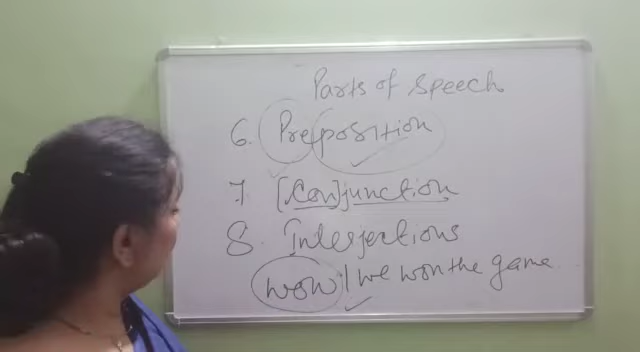 Parts of Speech
6. Preposition
7. [Con]junction
8. Interjections
wow! we won the game.